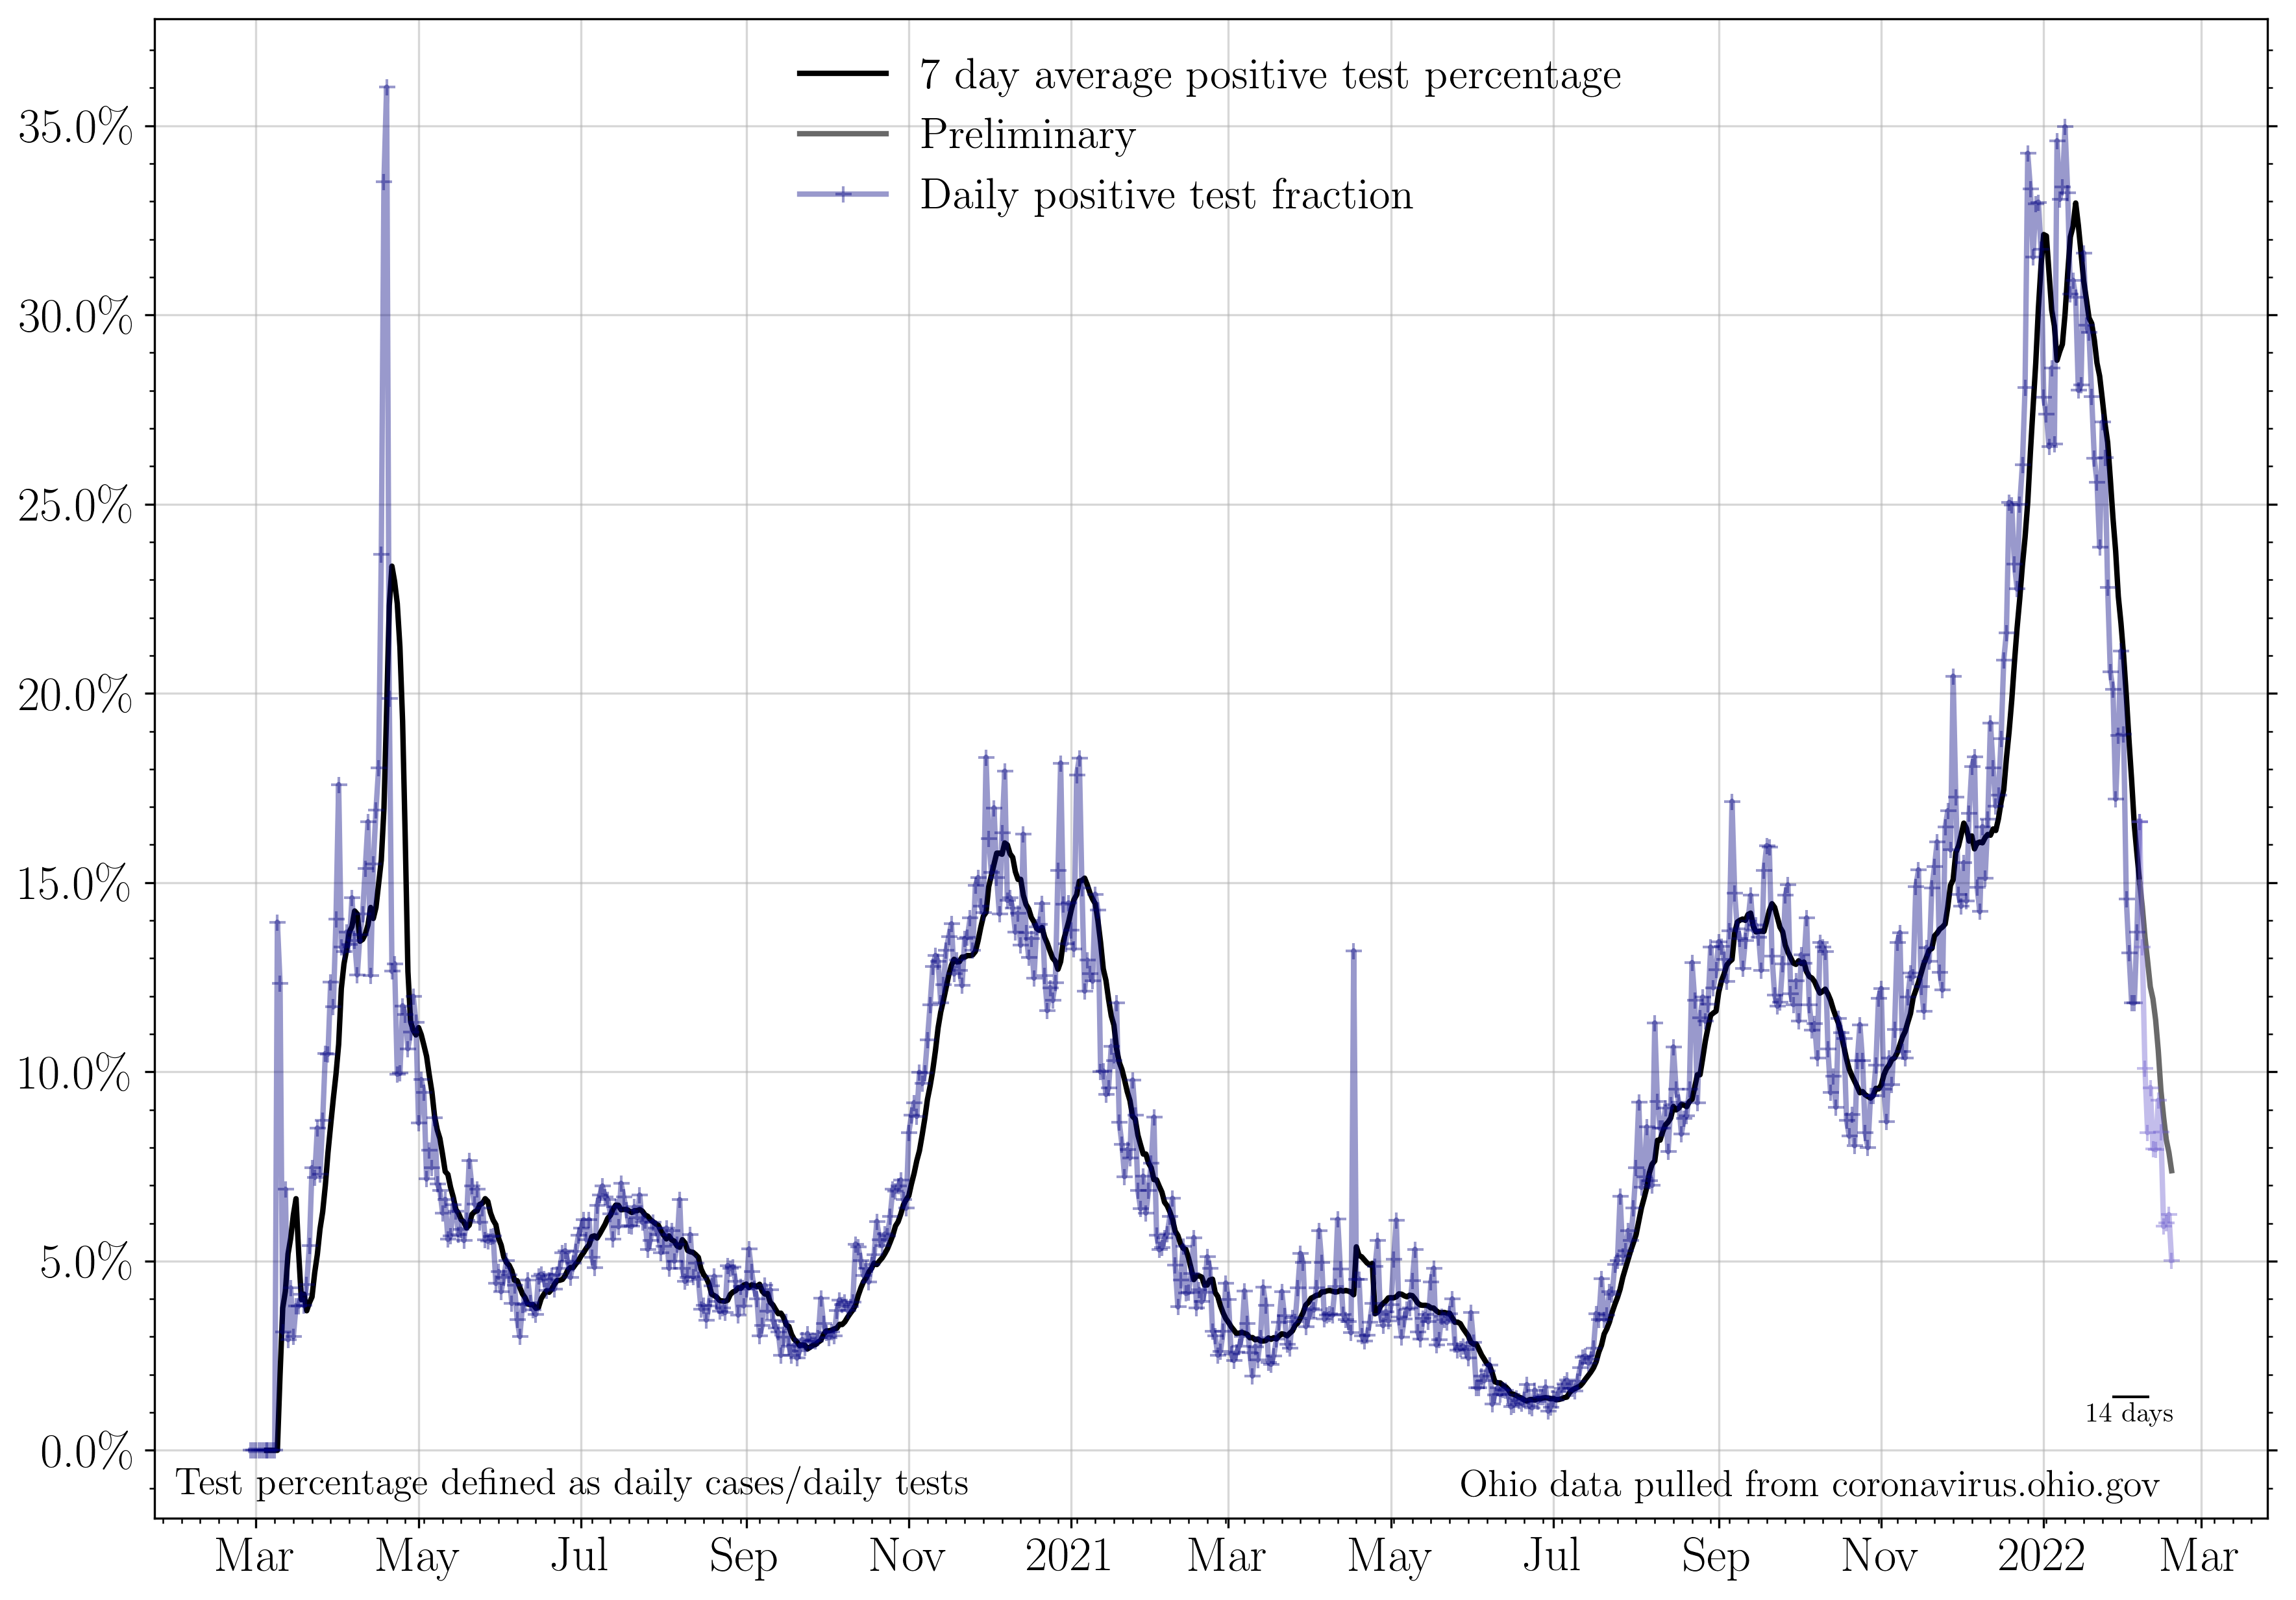 7 day average positive test percentage
Preliminary
Daily positive test fraction
35.0%
30.0%
25.0%
20.0%
15.0%
10.0%
5.0%
0.0%
14 days
Test percentage defined as daily cases/daily tests
Ohio data pulled from coronavirus.ohio.gov
Mar May Jul Sep Nov 2021 Mar May Jul Sep Nov 2022 Mar